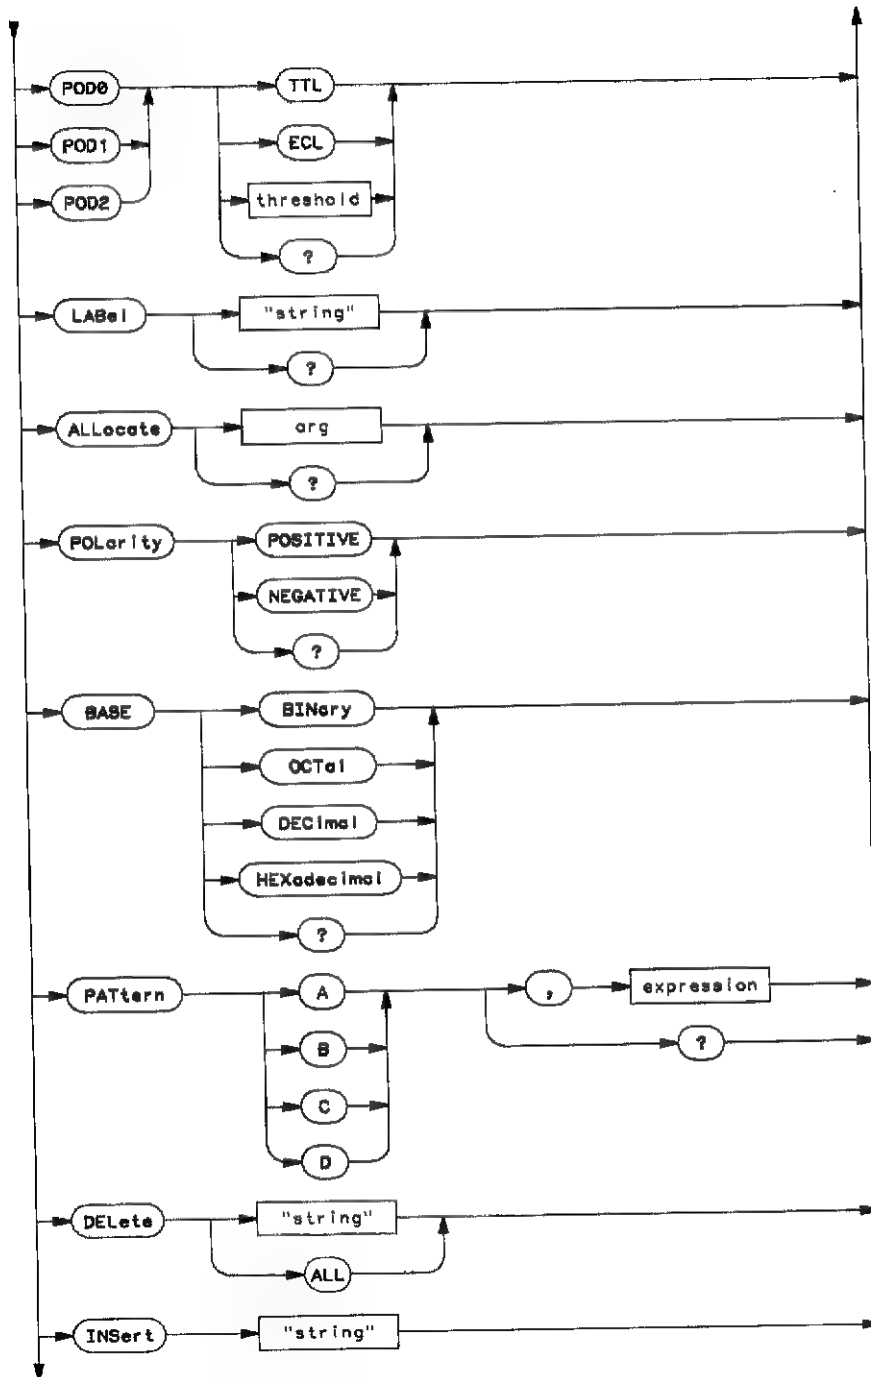 POD0 TTL
POD1 ECL
POD2 threshold
?
LABel "string"
?
ALLocate arg
?
POLarity POSITIVE
NEGATIVE
?
BASE BINary
OCTal
DECimal
HEXadecimal
?
PATtern A , expression
B ?
C
D
DELete "string"
ALL
INSert "string"